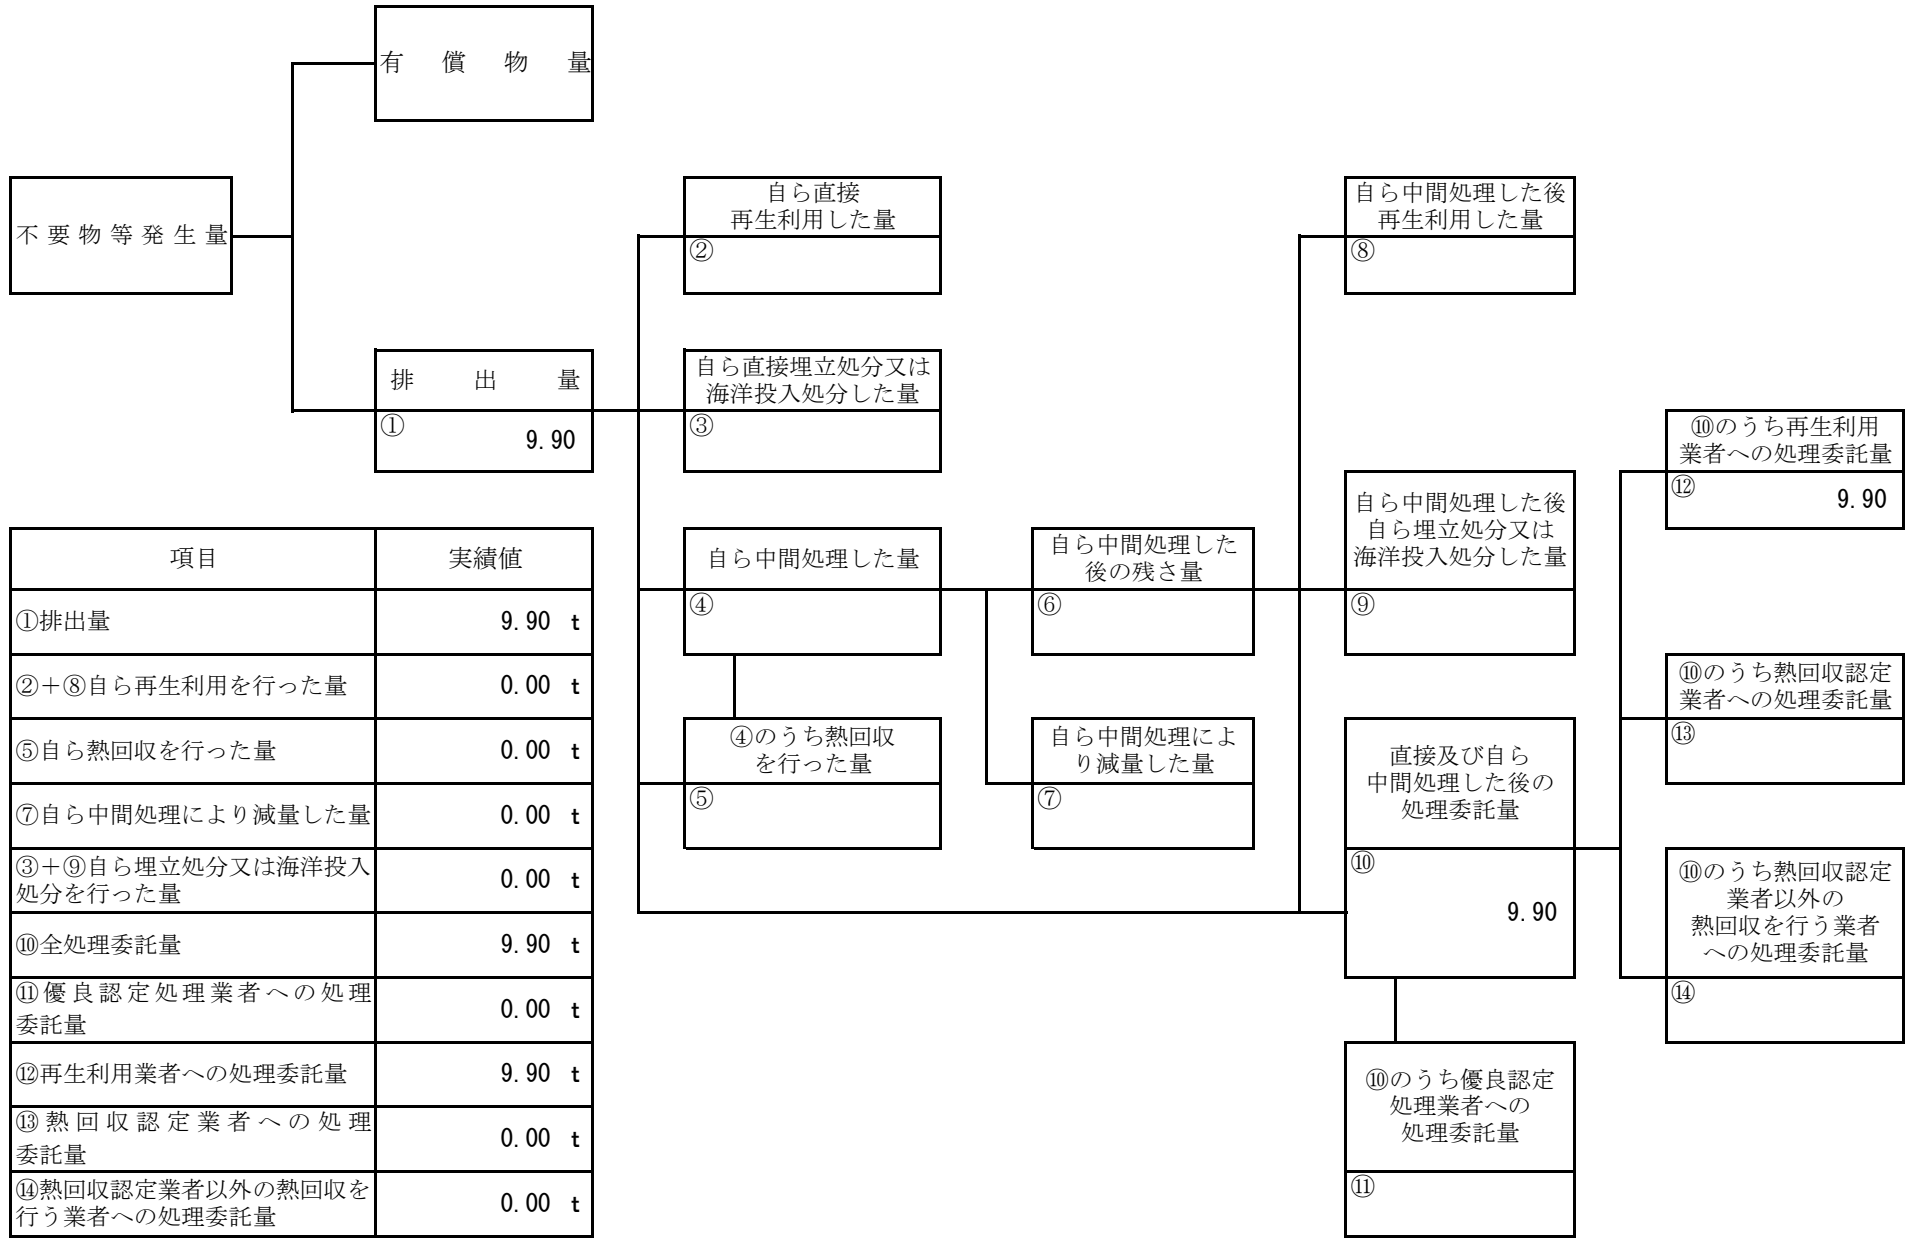 有償物量
不要物等発生量
排出量
①
9.90
自ら直接
再生利用した量
②
自ら直接埋立処分又は
海洋投入処分した量
③
自ら中間処理した量
④
④のうち熱回収
を行った量
⑤
自ら中間処理した
後の残さ量
⑥
自ら中間処理によ
り減量した量
⑦
自ら中間処理した後
再生利用した量
⑧
自ら中間処理した後
自ら埋立処分又は
海洋投入処分した量
⑨
直接及び自ら
中間処理した後の
処理委託量
⑩
9.90
⑩のうち優良認定
処理業者への
処理委託量
⑪
⑩のうち再生利用
業者への処理委託量
⑫
9.90
⑩のうち熱回収認定
業者への処理委託量
⑬
⑩のうち熱回収認定
業者以外の
熱回収を行う業者
への処理委託量
⑭
項目 実績値
①排出量 9.90 t
②+⑧自ら再生利用を行った量 0.00 t
⑤自ら熱回収を行った量 0.00 t
⑦自ら中間処理により減量した量 0.00 t
③+⑨自ら埋立処分又は海洋投入
処分を行った量 0.00 t
⑩全処理委託量 9.90 t
⑪優良認定処理業者への処理
委託量 0.00 t
⑫再生利用業者への処理委託量 9.90 t
⑬熱回収認定業者への処理
委託量 0.00 t
⑭熱回収認定業者以外の熱回収を
行う業者への処理委託量 0.00 t